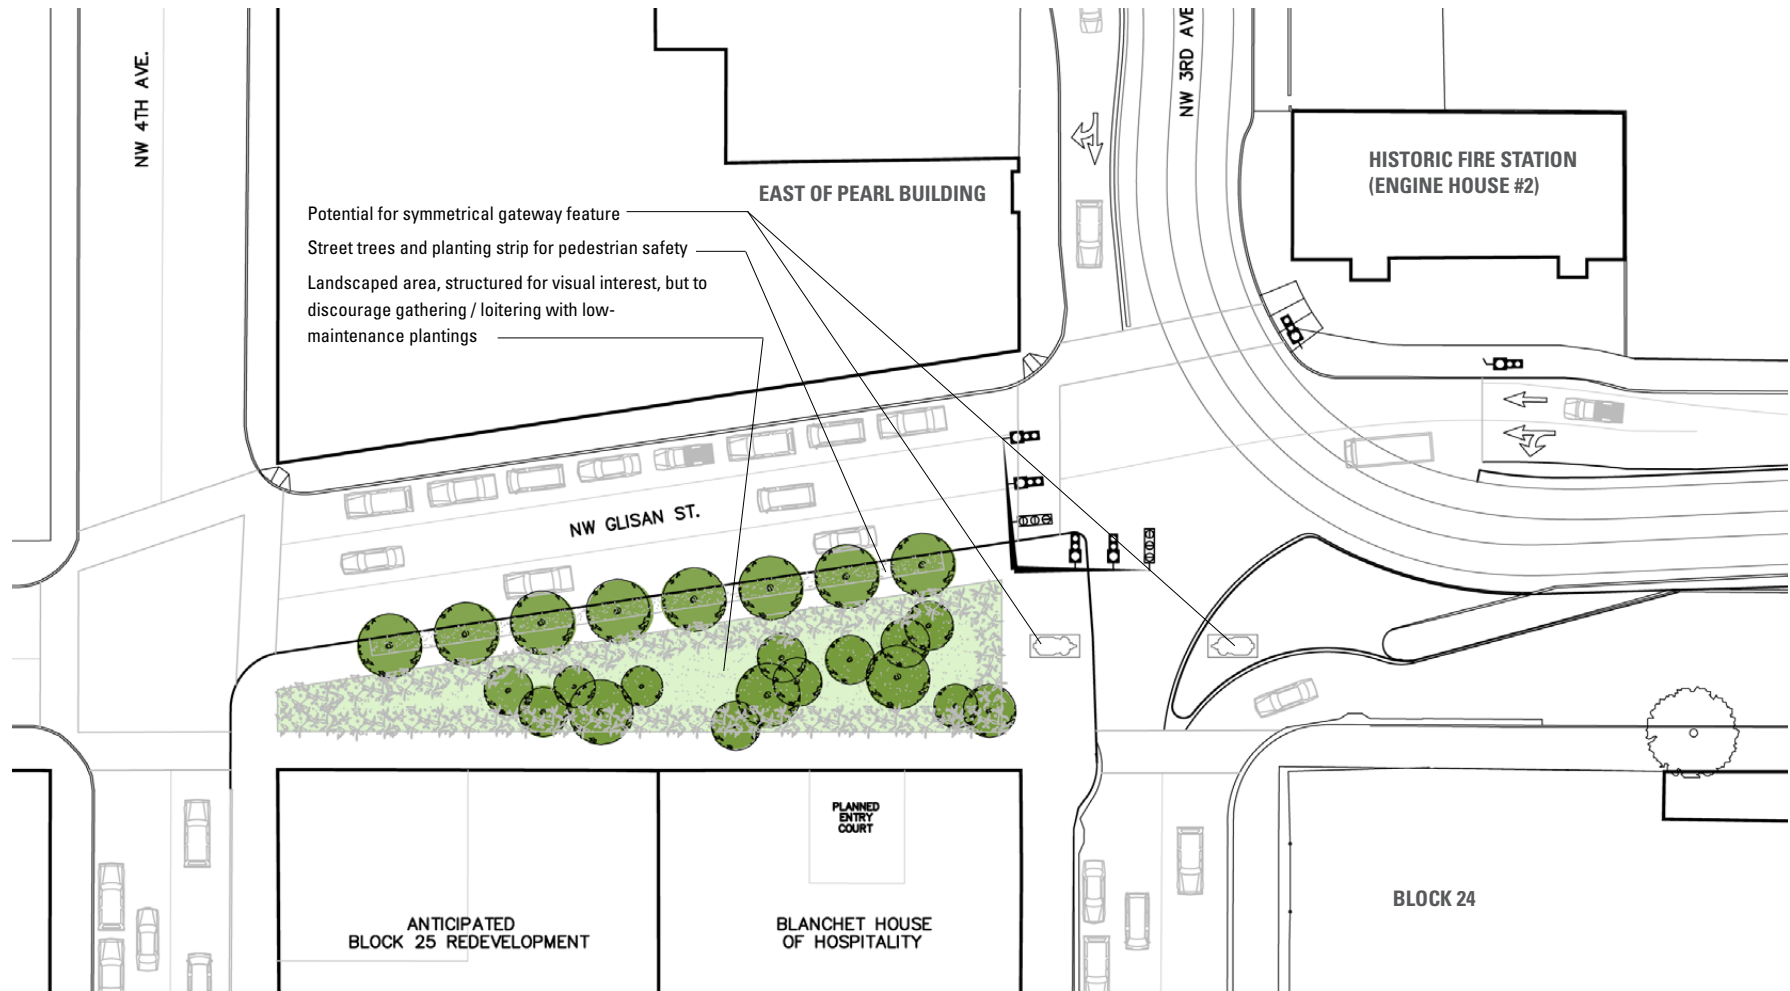 NW 4TH AVE.
NW 3RD AVE
HISTORIC FIRE STATION
(ENGINE HOUSE #2)
EAST OF PEARL BUILDING
Potential for symmetrical gateway feature
Street trees and planting strip for pedestrian safety
Landscaped area, structured for visual interest, but to
discourage gathering / loitering with low-
maintenance plantings
NW GLISAN ST.
PLANNED
ENTRY
COURT
ANTICIPATED
BLOCK 25 REDEVELOPMENT
BLANCHET HOUSE
OF HOSPITALITY
BLOCK 24